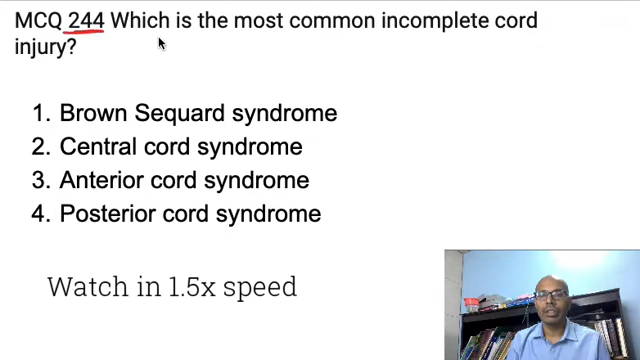 MCQ 244 Which is the most common incomplete cord
injury?
1. Brown Sequard syndrome
2. Central cord syndrome
3. Anterior cord syndrome
4. Posterior cord syndrome
Watch in 1.5x speed